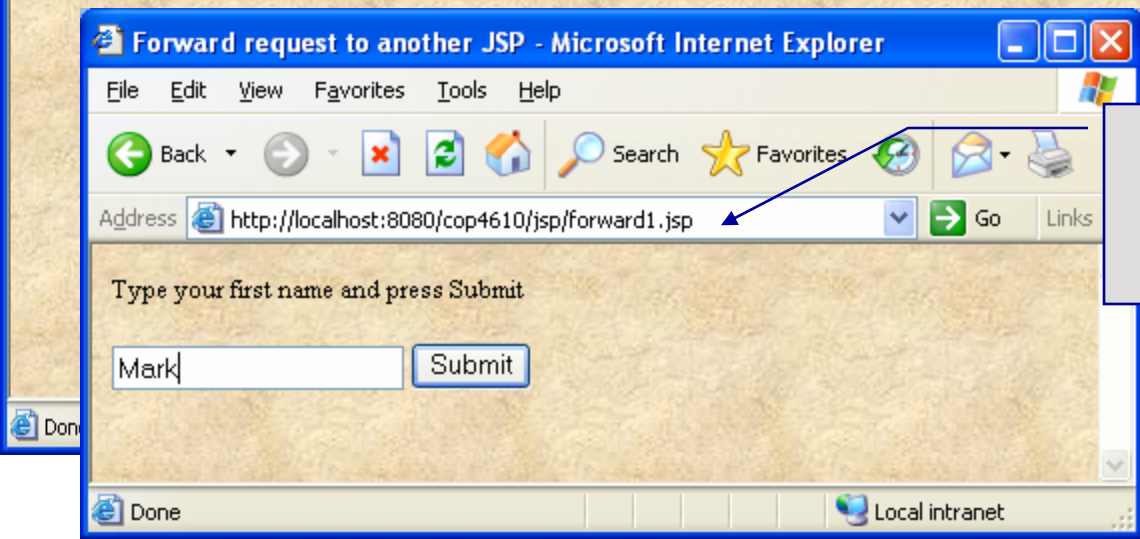 Forward request to another JSP - Microsoft Internet Explorer
File Edit View Favorites Tools Help
Back Search Favorites
Address http://localhost:8080/cop4610/jsp/forward1.jsp Go Links
Type your first name and press Submit
Mark Submit
Done Local intranet